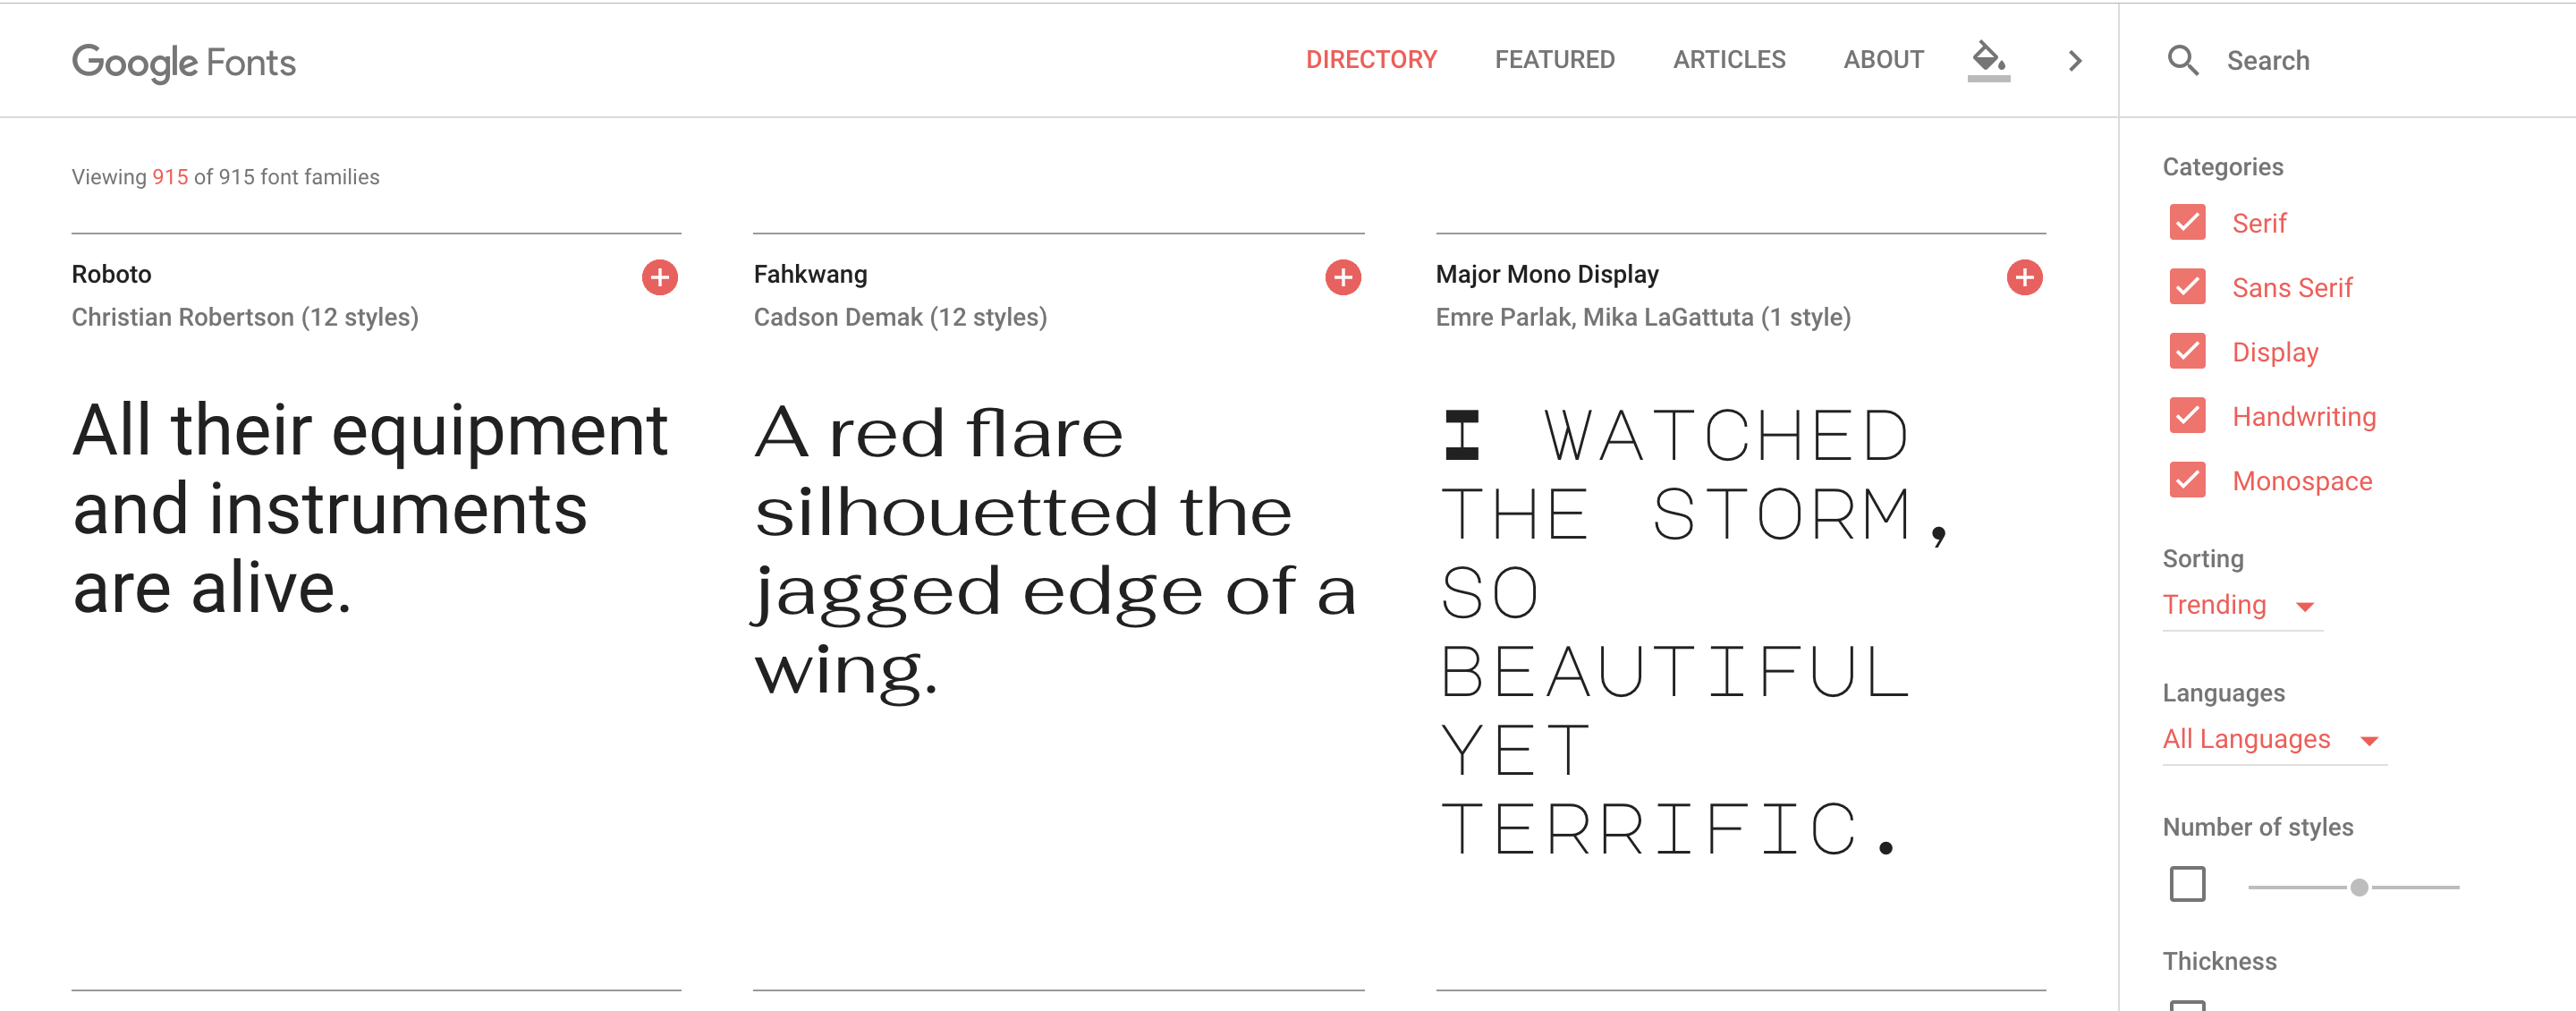 Google Fonts
DIRECTORY
FEATURED
ARTICLES
ABOUT
Search
Viewing 915 of 915 font families
Roboto
Christian Robertson (12 styles)
All their equipment
and instruments
are alive.
Fahkwang
Cadson Demak (12 styles)
A red flare
silhouetted the
jagged edge of a
wing.
Major Mono Display
Emre Parlak, Mika LaGattuta (1 style)
I WATCHED
THE STORM,
SO
BEAUTIFUL
YET
TERRIFIC.
Categories
Serif
Sans Serif
Display
Handwriting
Monospace
Sorting
Trending
Languages
All Languages
Number of styles
Thickness